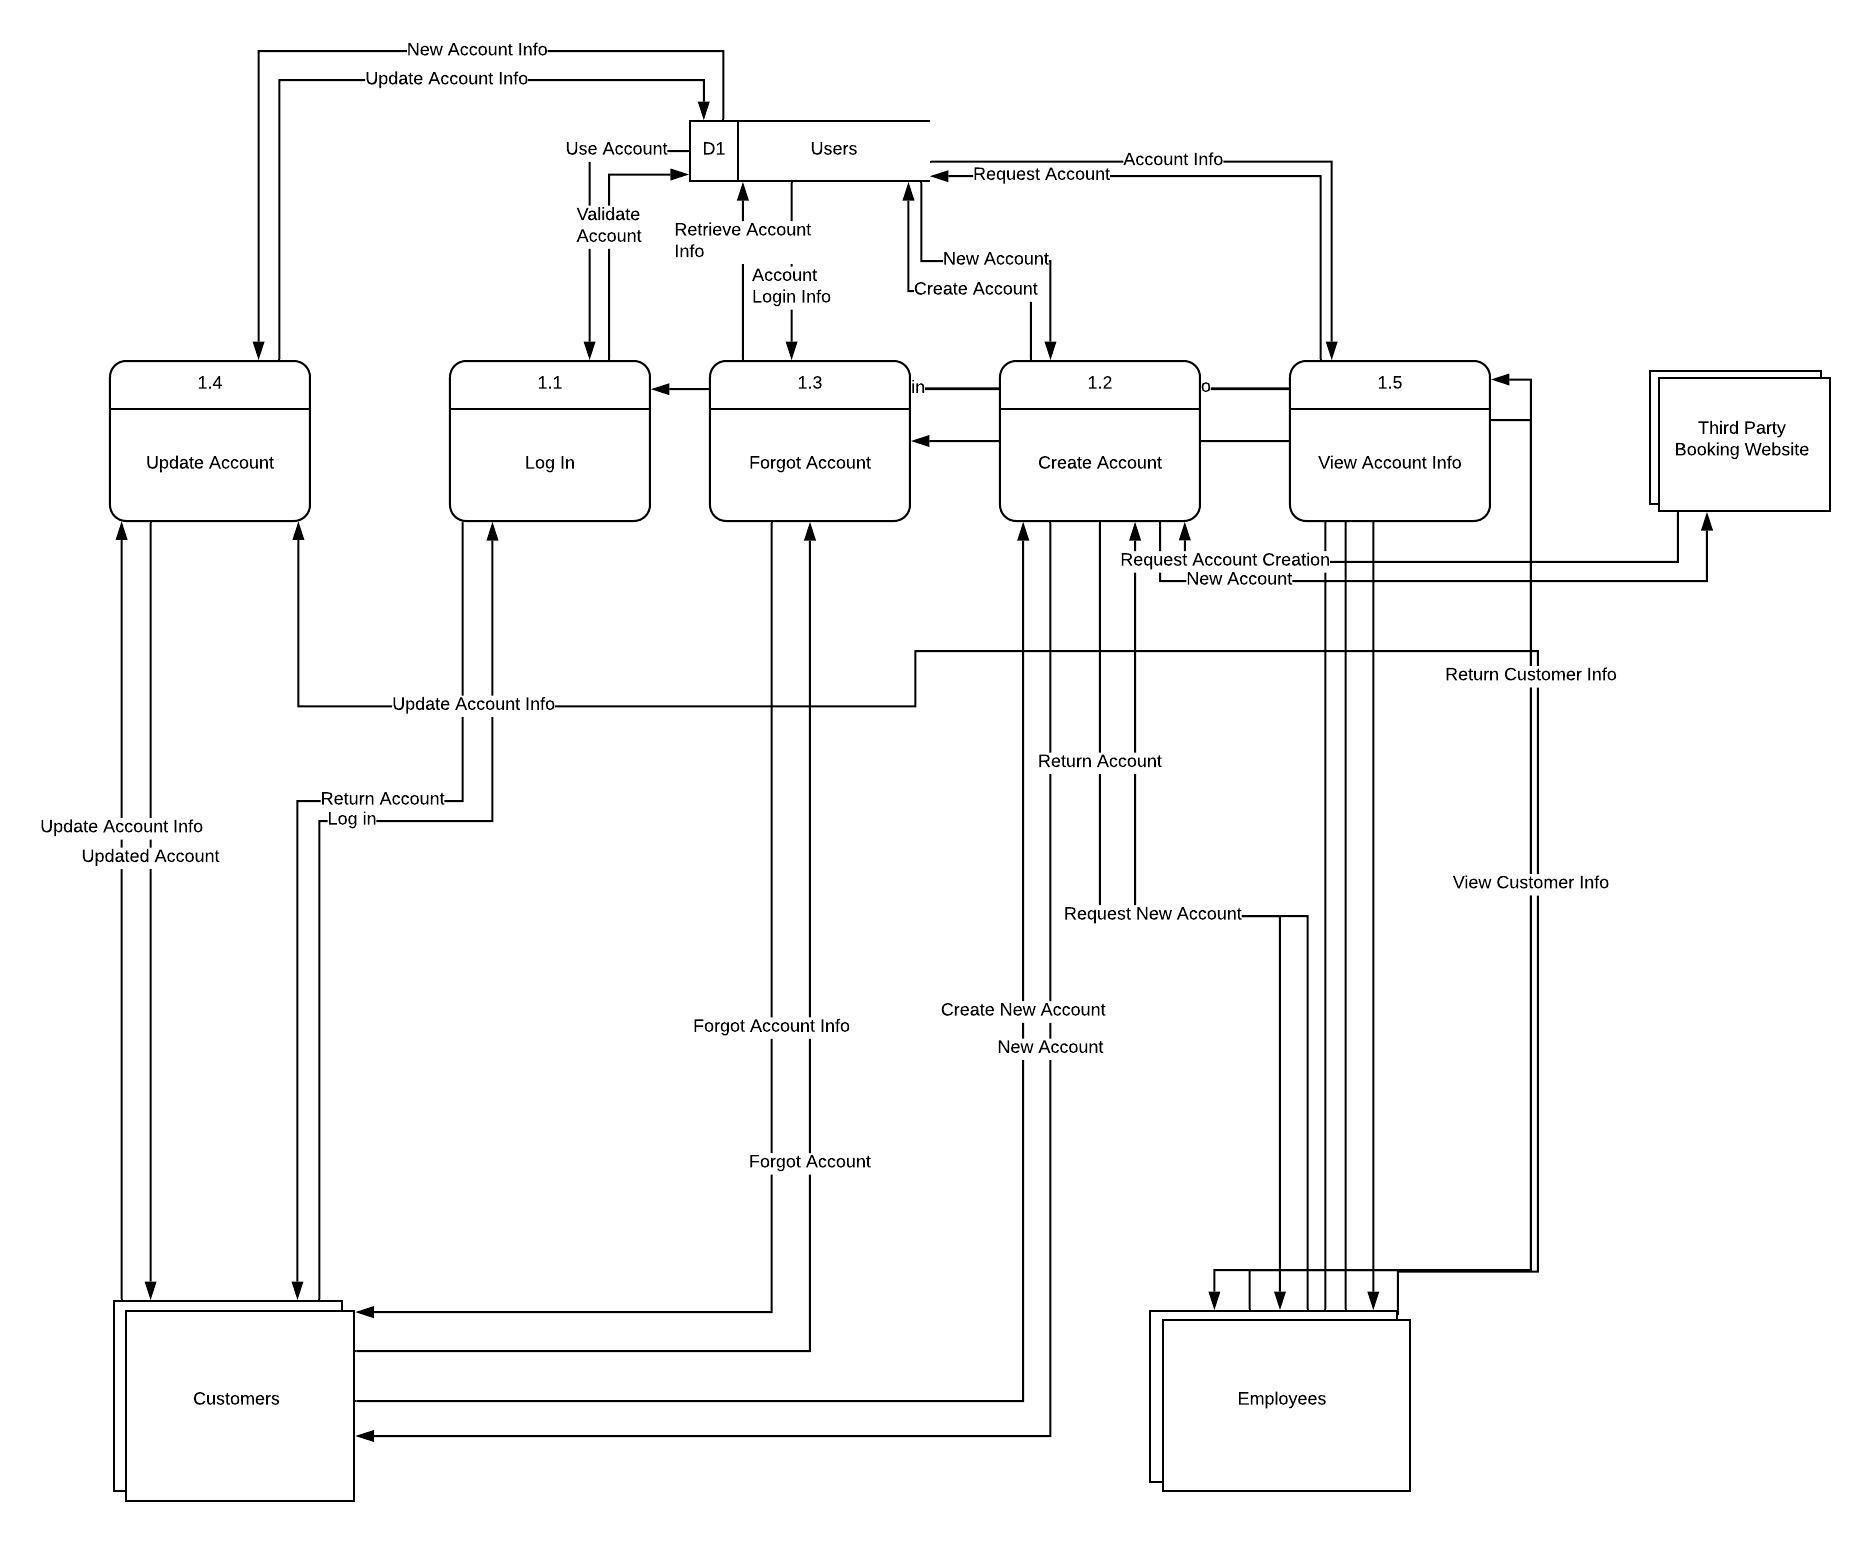 New Account Info
Update Account Info
Use Account
D1
Users
Account Info
Request Account
Validate
Account
Retrieve Account
Info
New Account
Account
Login Info
Create Account
1.4
1.1
in
1.3
1.2
o
1.5
Update Account
Log In
Forgot Account
Create Account
View Account Info
Third Party
Booking Website
Request Account Creation
New Account
Return Customer Info
Update Account Info
Return Account
Return Account
Log in
Update Account Info
Updated Account
View Customer Info
Request New Account
Create New Account
Forgot Account Info
New Account
Forgot Account
Customers
Employees